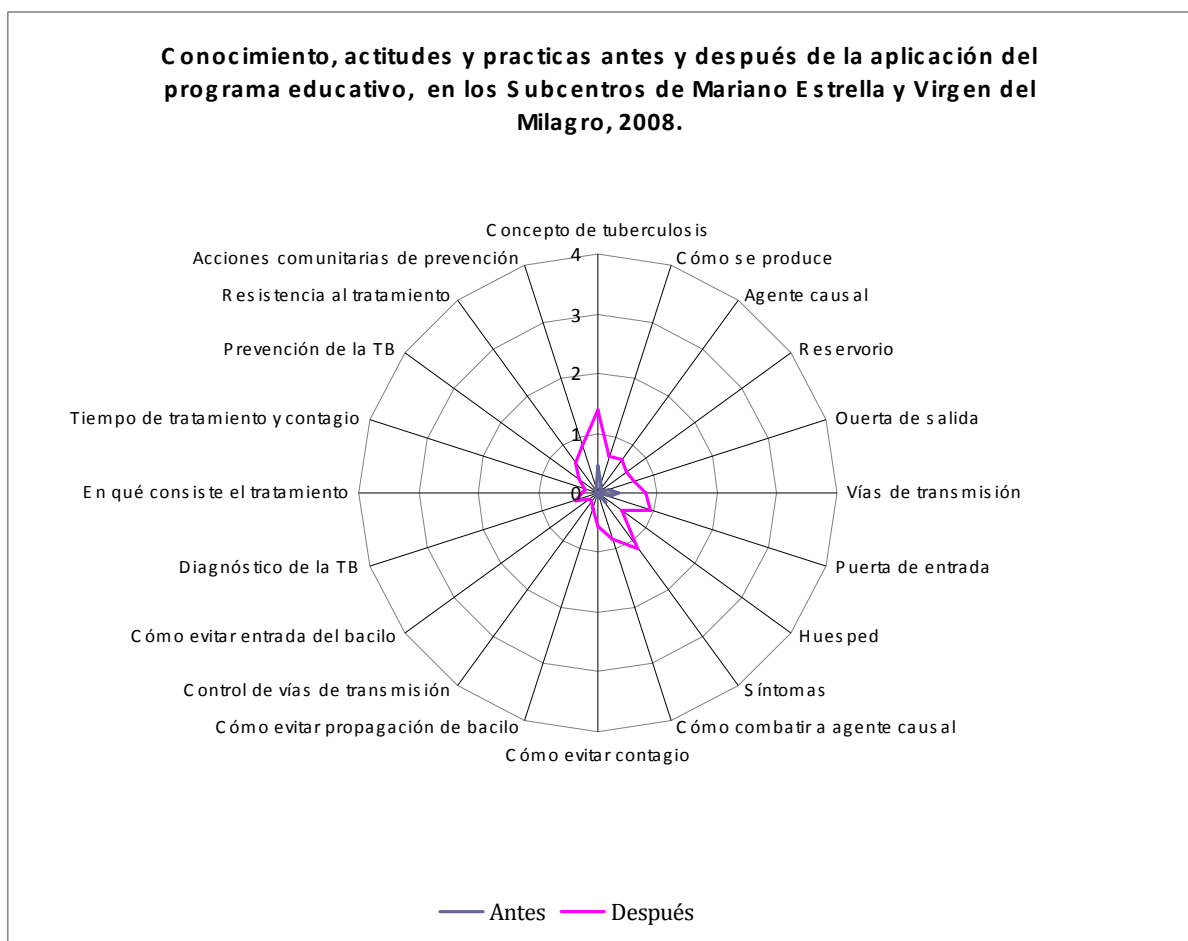 Conocimiento, actitudes y practicas antes y después de la aplicación del
programa educativo, en los Subcentros de Mariano Estrella y Virgen del
Milagro, 2008.
Concepto de tuberculosis
Acciones comunitarias de prevención
4
Cómo se produce
Resistencia al tratamiento
Agente causal
3
Prevención de la TB
Reservorio
2
Tiempo de tratamiento y contagio
Ouerta de salida
1
En qué consiste el tratamiento
0
Vías de transmisión
Diagnóstico de la TB
Puerta de entrada
Cómo evitar entrada del bacilo
Huesped
Control de vías de transmisión
Síntomas
Cómo evitar propagación de bacilo
Cómo combatir a agente causal
Cómo evitar contagio
Antes
Después